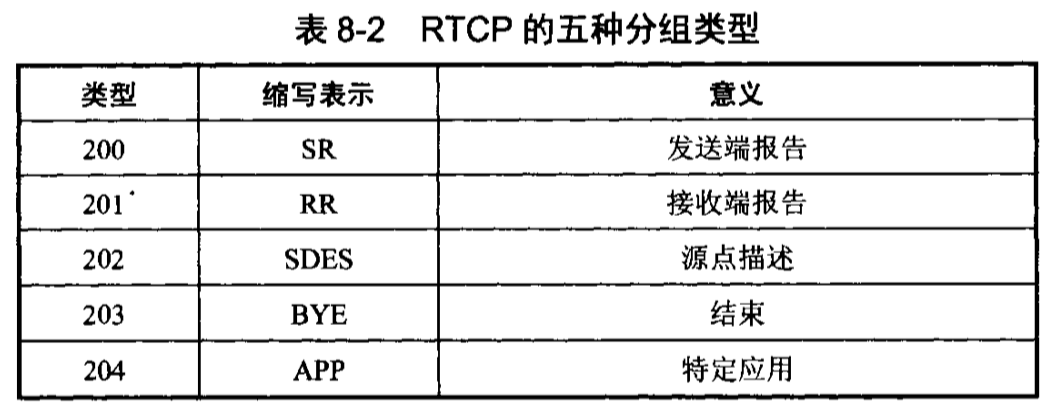 表 8-2 RTCP 的五种分组类型
类型 缩写表示 意义
200 SR 发送端报告
201 RR 接收端报告
202 SDES 源点描述
203 BYE 结束
204 APP 特定应用